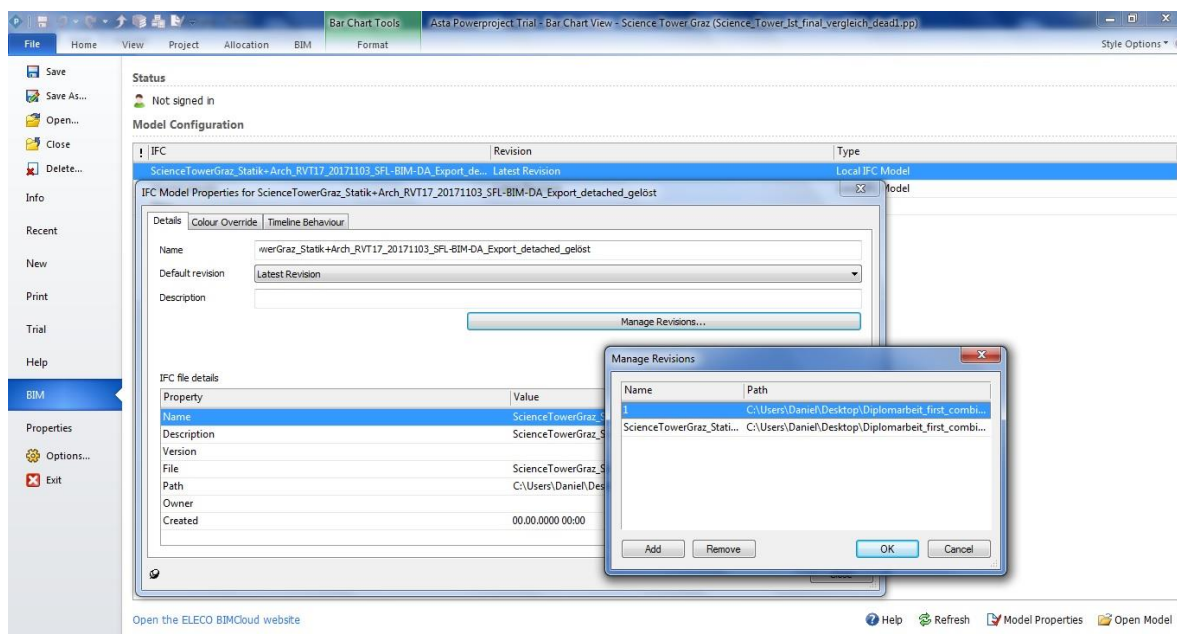 Bar Chart Tools
Asta Powerproject Trial - Bar Chart View - Science Tower Graz (Science_Tower_Ist_final_vergleich_dead1.pp)
File Home View Project Allocation BIM Format Style Options
Save
Save As...
Open...
Close
Delete...
Info
Recent
New
Print
Trial
Help
BIM
Properties
Options...
Exit
Status
Not signed in
Model Configuration
! IFC Revision Type
ScienceTowerGraz_Statik+Arch_RVT17_20171103_SFL-BIM-DA_Export_de... Latest Revision Local IFC Model
Model
IFC Model Properties for ScienceTowerGraz_Statik+Arch_RVT17_20171103_SFL-BIM-DA_Export_detached_gelöst
Details Colour Override Timeline Behaviour
Name werGraz_Statik+Arch_RVT17_20171103_SFL-BIM-DA_Export_detached_gelöst
Default revision Latest Revision
Description
Manage Revisions...
IFC file details
Property Value
Name ScienceTowerGraz_S
Description ScienceTowerGraz_S
Version
File ScienceTowerGraz_S
Path C:\Users\Daniel\Des
Owner
Created 00.00.0000 00:00
Manage Revisions
Name Path
1 C:\Users\Daniel\Desktop\Diplomarbeit_first_combi...
ScienceTowerGraz_Stati... C:\Users\Daniel\Desktop\Diplomarbeit_first_combi...
Add Remove OK Cancel
Open the ELECO BIMCloud website
Help Refresh Model Properties Open Model